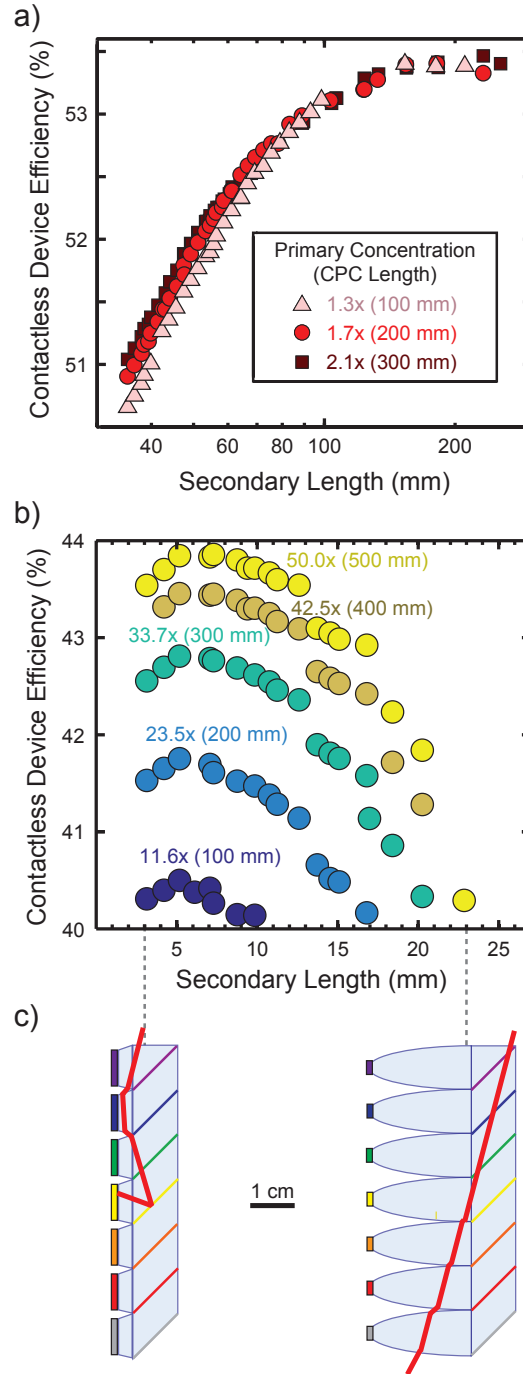 a)
Contactless Device Efficiency (%)
53
52
51
Primary Concentration
(CPC Length)
1.3x (100 mm)
1.7x (200 mm)
2.1x (300 mm)
40
60
80
100
200
Secondary Length (mm)
b)
Contactless Device Efficiency (%)
44
43
42
41
40
50.0x (500 mm)
42.5x (400 mm)
33.7x (300 mm)
23.5x (200 mm)
11.6x (100 mm)
5
10
15
20
25
Secondary Length (mm)
c)
1 cm